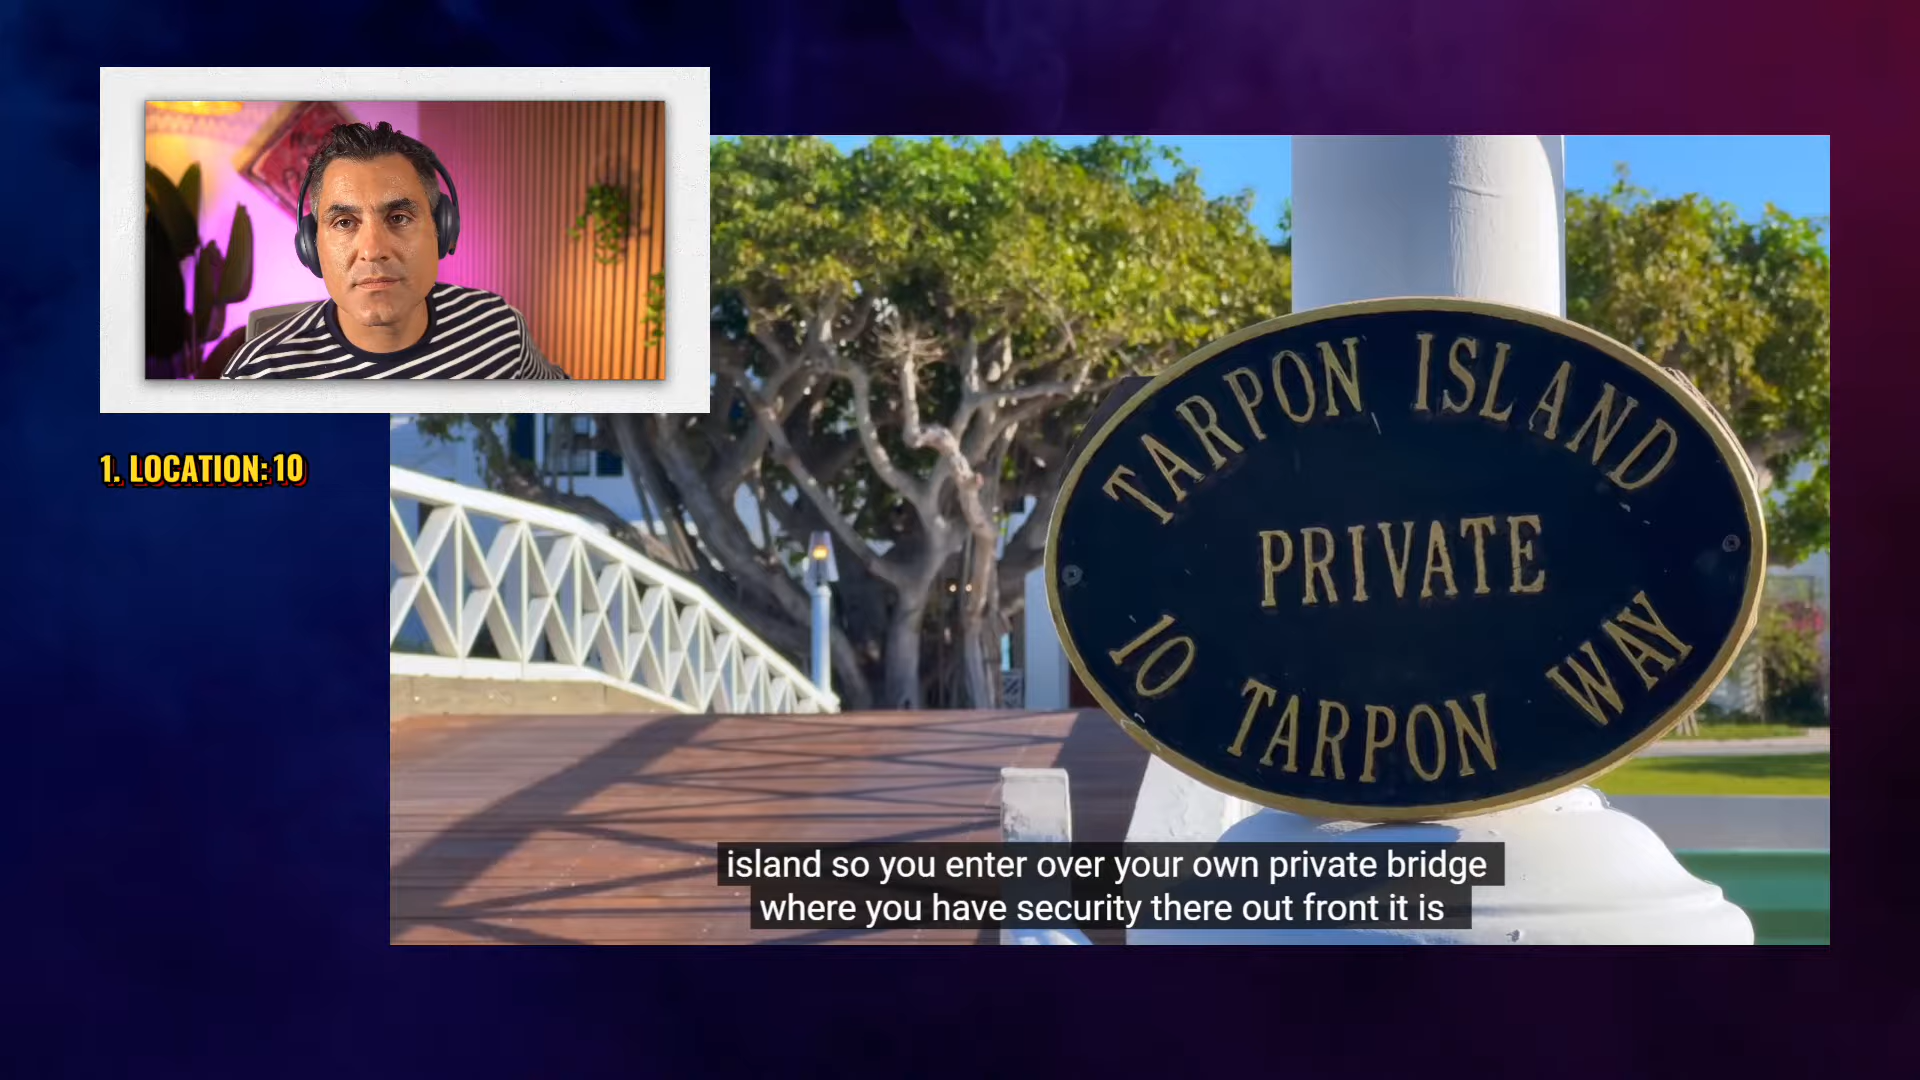 1. LOCATION: 10
TARPON ISLAND
PRIVATE
10 TARPON WAY
island so you enter over your own private bridge
where you have security there out front it is